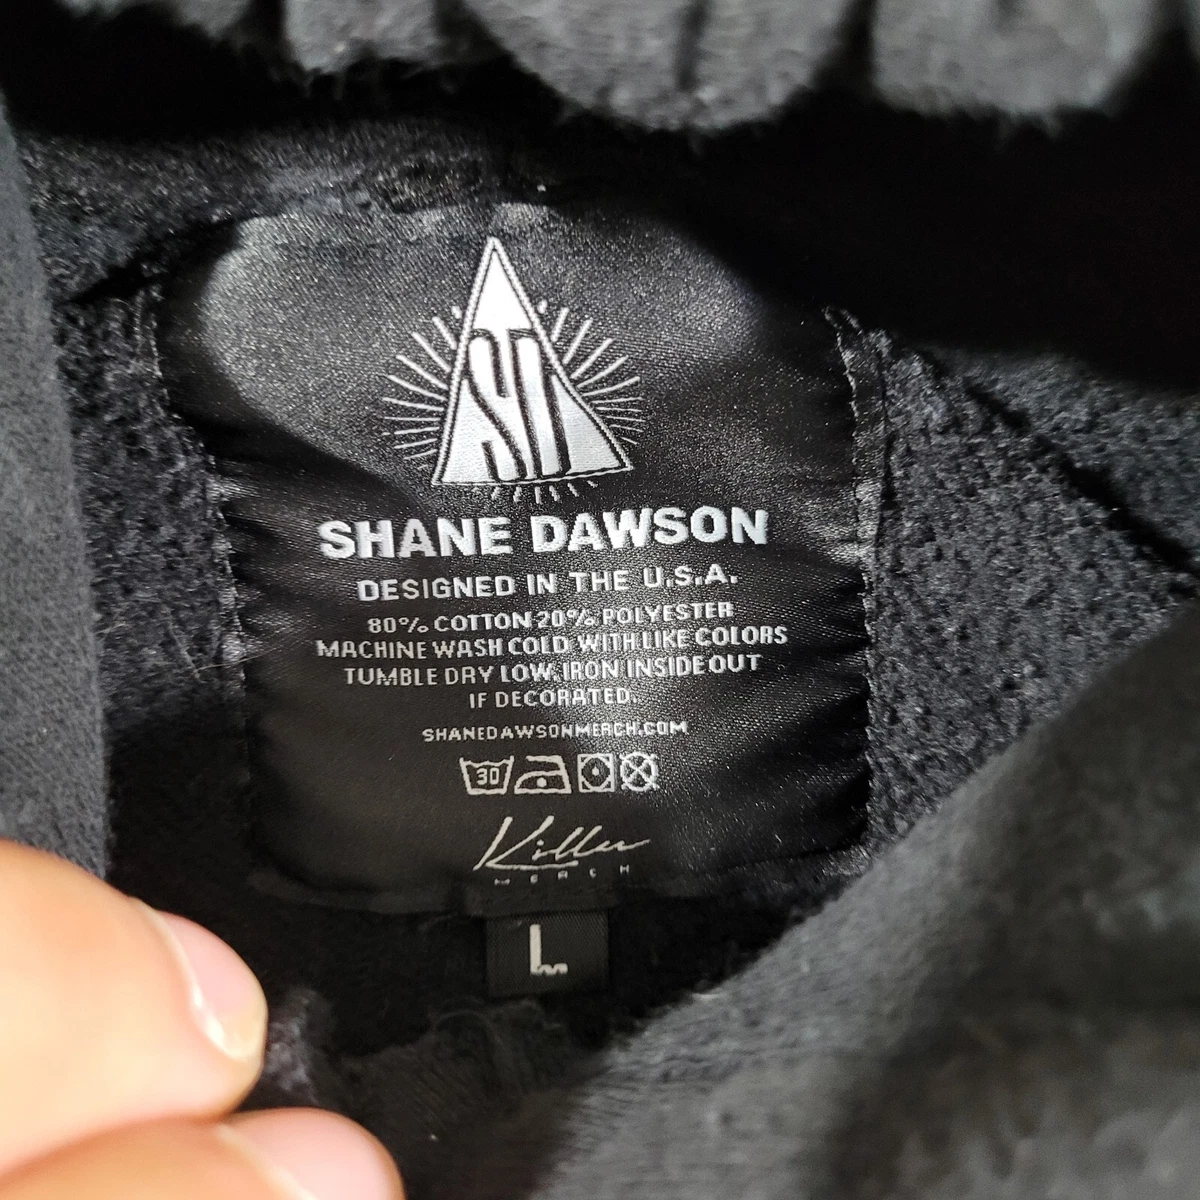 SD
SHANE DAWSON
DESIGNED IN THE U.S.A.
80% COTTON 20% POLYESTER
MACHINE WASH COLD WITH LIKE COLORS
TUMBLE DRY LOW. IRON INSIDE OUT
IF DECORATED.
SHANEDAWSONMERCH.COM
30
Killer
MERCH
L